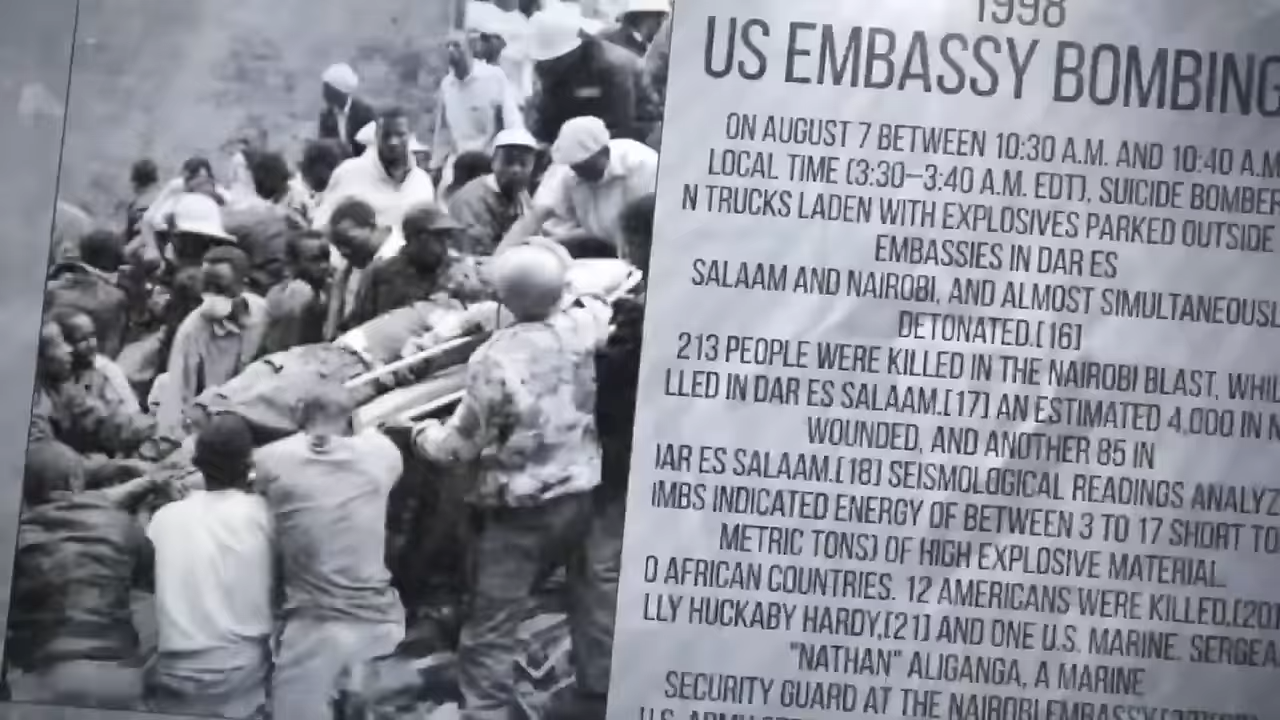 1998
US EMBASSY BOMBING
ON AUGUST 7 BETWEEN 10:30 A.M. AND 10:40 A.M
LOCAL TIME (3:30–3:40 A.M. EDT), SUICIDE BOMBER
N TRUCKS LADEN WITH EXPLOSIVES PARKED OUTSIDE
EMBASSIES IN DAR ES
SALAAM AND NAIROBI, AND ALMOST SIMULTANEOUSL
DETONATED.[16]
213 PEOPLE WERE KILLED IN THE NAIROBI BLAST, WHIL
LLED IN DAR ES SALAAM.[17] AN ESTIMATED 4,000 IN N
WOUNDED, AND ANOTHER 85 IN
IAR ES SALAAM.[18] SEISMOLOGICAL READINGS ANALYZ
IMBS INDICATED ENERGY OF BETWEEN 3 TO 17 SHORT TO
METRIC TONS) OF HIGH EXPLOSIVE MATERIAL.
O AFRICAN COUNTRIES. 12 AMERICANS WERE KILLED,[20]
LLY HUCKABY HARDY,[21] AND ONE U.S. MARINE, SERGEA
"NATHAN" ALIGANGA, A MARINE
SECURITY GUARD AT THE NAIROBI EMBASSY
U.S. ARMY